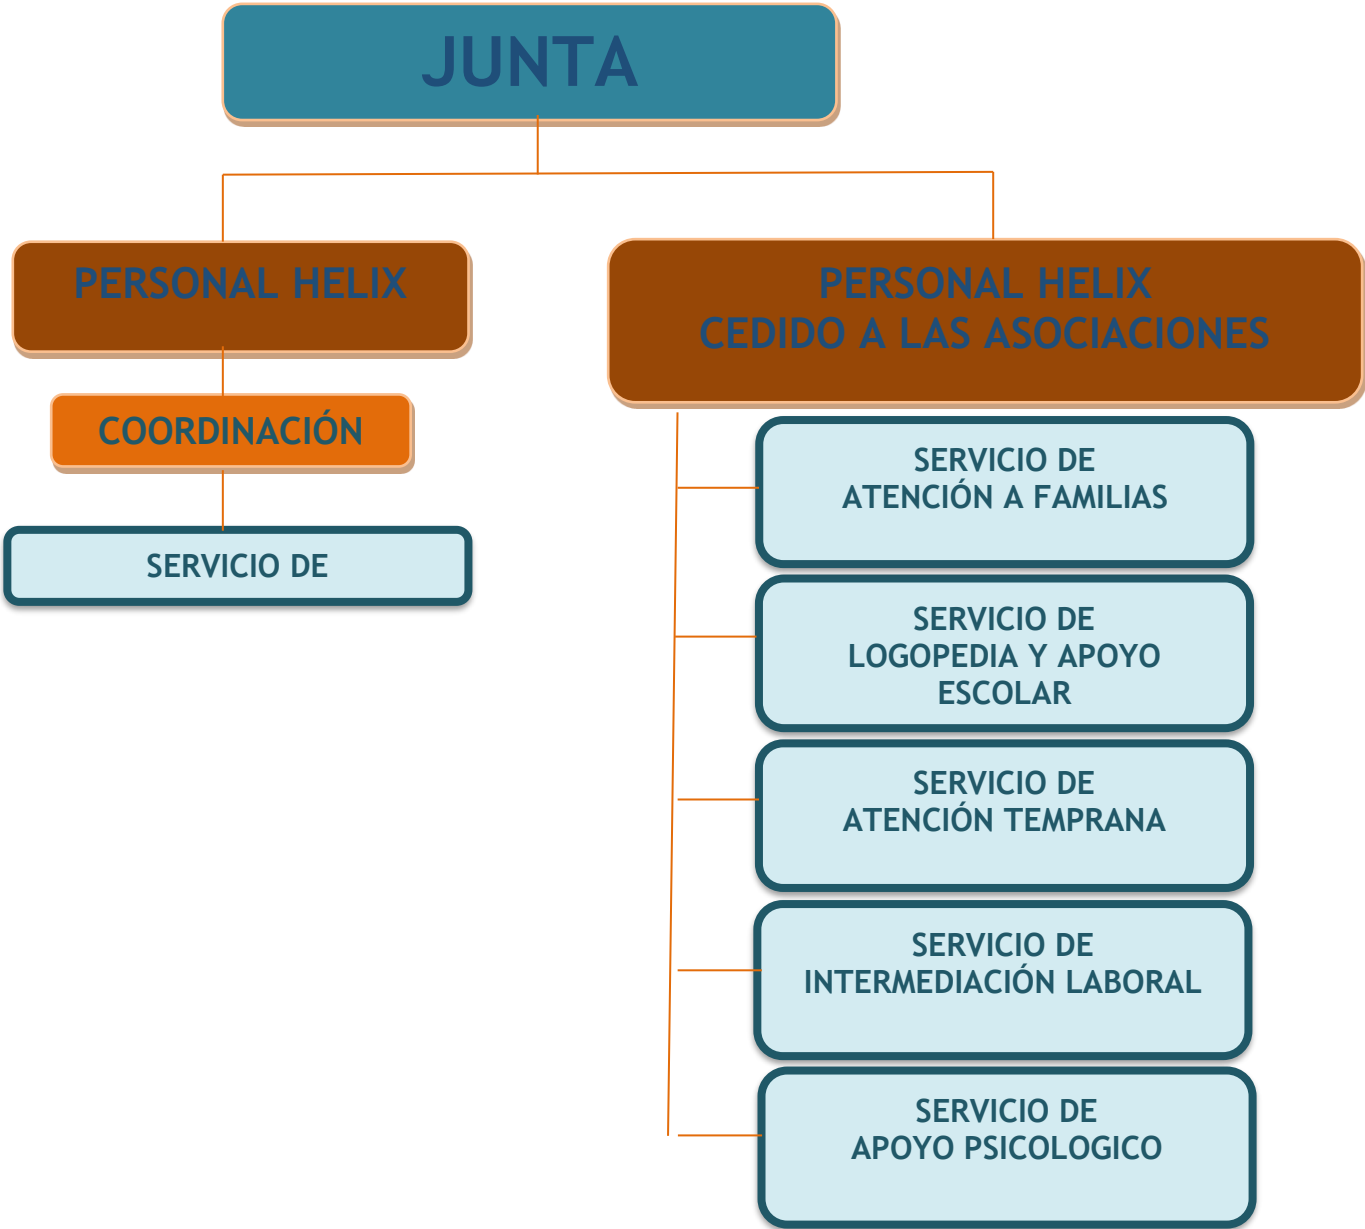 JUNTA
PERSONAL HELIX
COORDINACIÓN
SERVICIO DE
PERSONAL HELIX
CEDIDO A LAS ASOCIACIONES
SERVICIO DE
ATENCIÓN A FAMILIAS
SERVICIO DE
LOGOPEDIA Y APOYO
ESCOLAR
SERVICIO DE
ATENCIÓN TEMPRANA
SERVICIO DE
INTERMEDIACIÓN LABORAL
SERVICIO DE
APOYO PSICOLOGICO